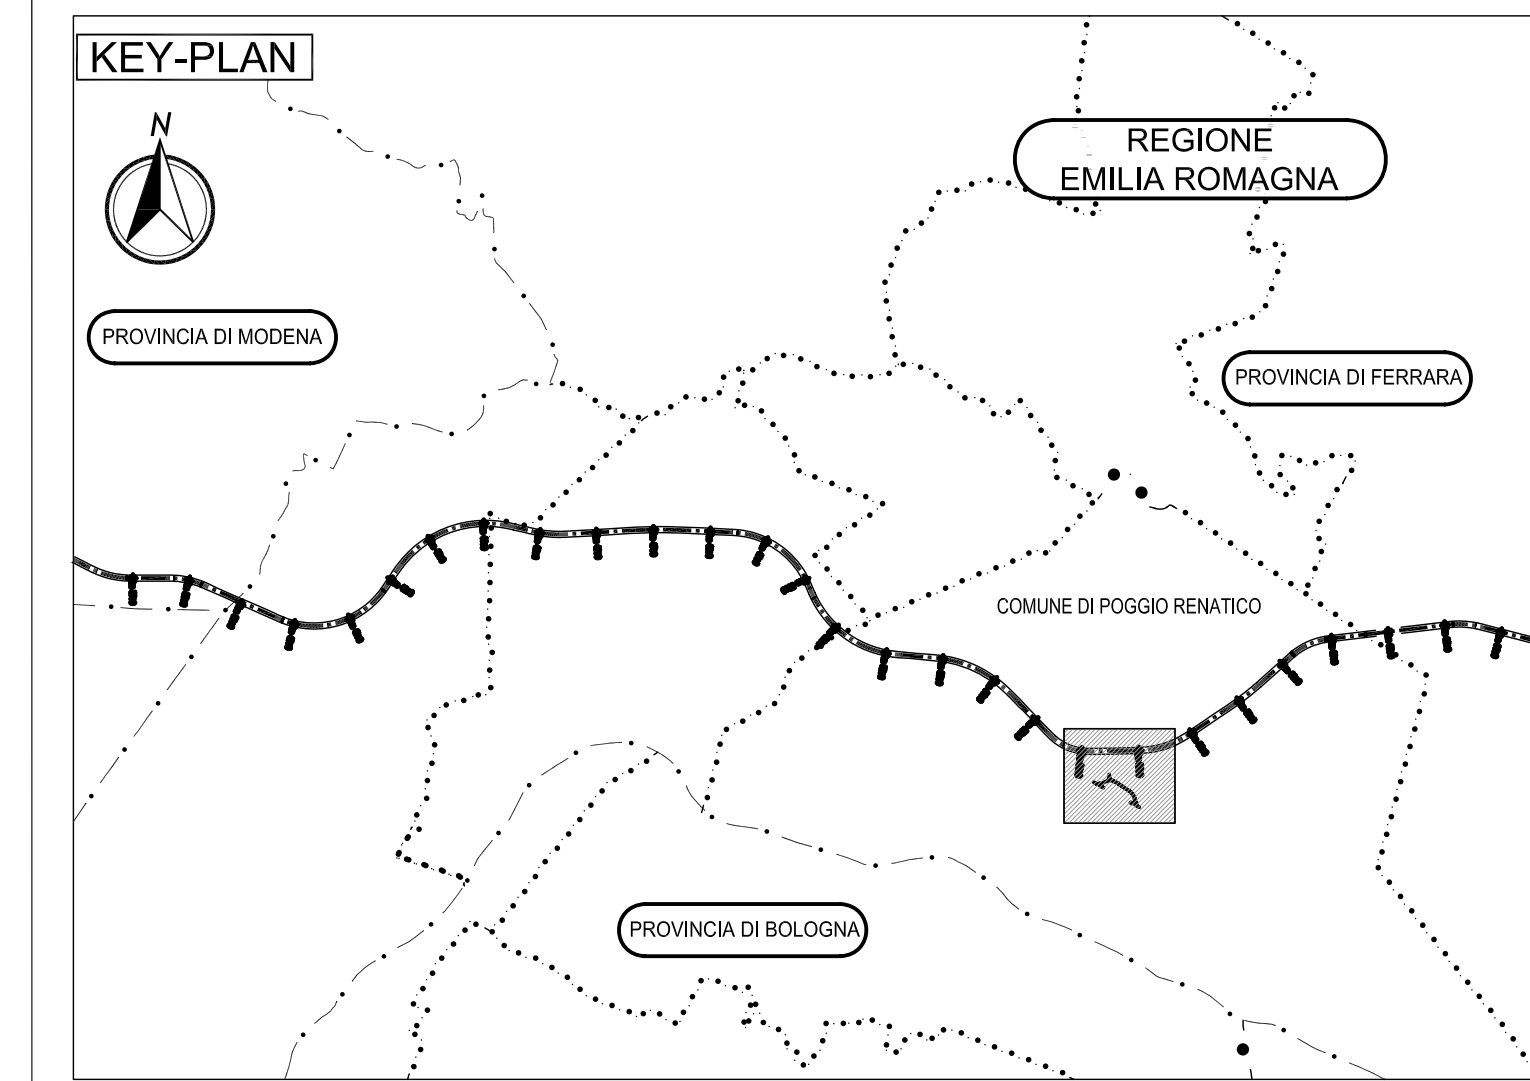 KEY-PLAN
N
REGIONE
EMILIA ROMAGNA
PROVINCIA DI MODENA
PROVINCIA DI FERRARA
COMUNE DI POGGIO RENATICO
PROVINCIA DI BOLOGNA